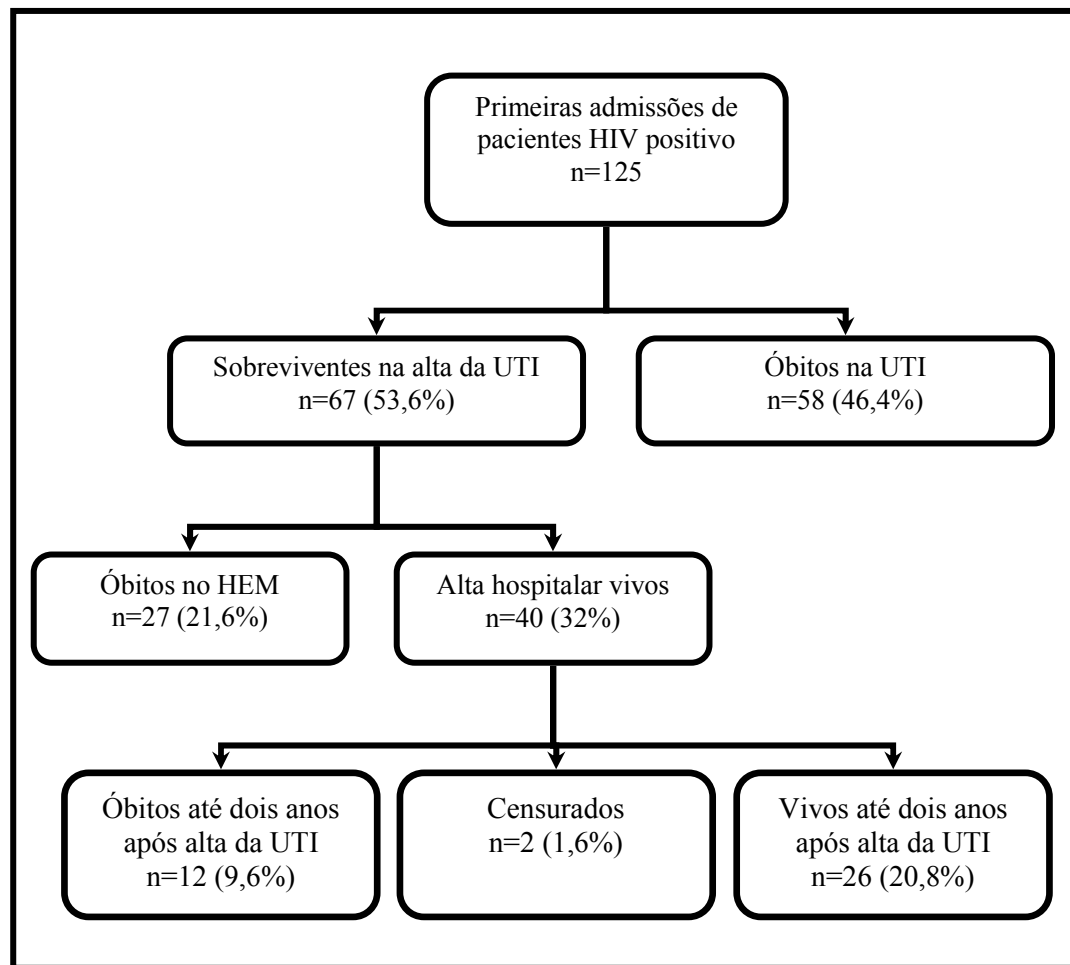 Primeiras admissões de
pacientes HIV positivo
n=125
Sobreviventes na alta da UTI
n=67 (53,6%)
Óbitos na UTI
n=58 (46,4%)
Óbitos no HEM
n=27 (21,6%)
Alta hospitalar vivos
n=40 (32%)
Óbitos até dois anos
após alta da UTI
n=12 (9,6%)
Censurados
n=2 (1,6%)
Vivos até dois anos
após alta da UTI
n=26 (20,8%)